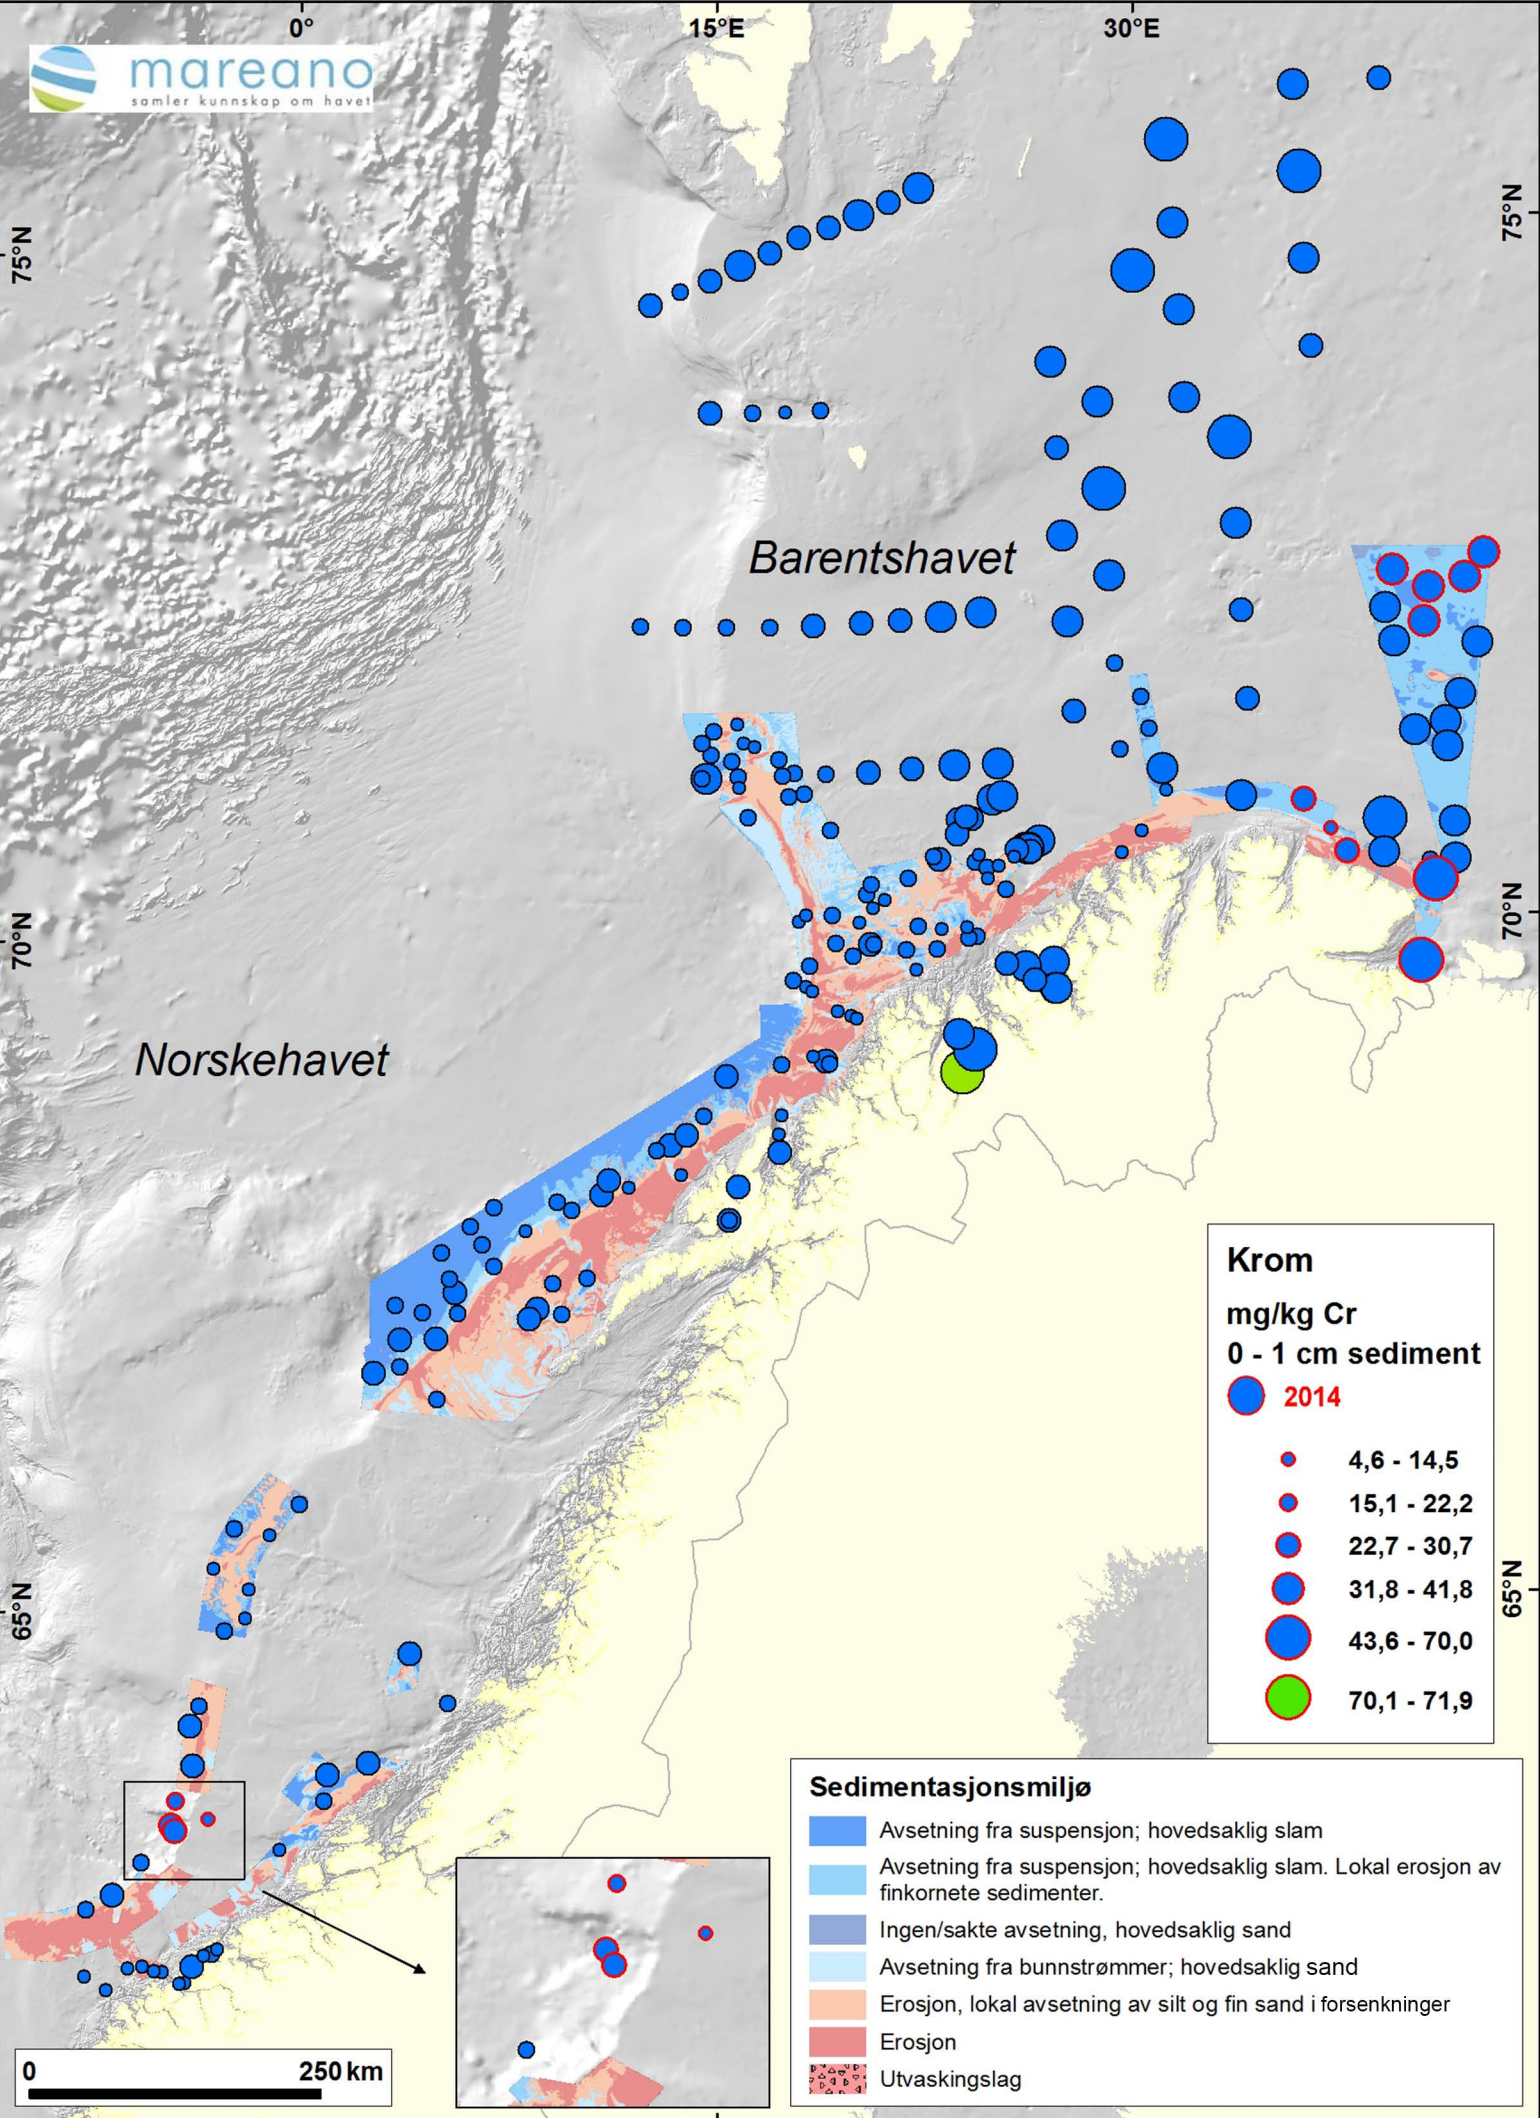 0°
15°E
30°E
mareano
samler kunnskap om havet
75°N
75°N
Barentshavet
70°N
70°N
Norskehavet
Krom
mg/kg Cr
0 - 1 cm sediment
2014
4,6 - 14,5
15,1 - 22,2
22,7 - 30,7
31,8 - 41,8
43,6 - 70,0
70,1 - 71,9
65°N
65°N
Sedimentasjonsmiljø
Avsetning fra suspensjon; hovedsaklig slam
Avsetning fra suspensjon; hovedsaklig slam. Lokal erosjon av
finkornete sedimenter.
Ingen/sakte avsetning, hovedsaklig sand
Avsetning fra bunnstrømmer; hovedsaklig sand
Erosjon, lokal avsetning av silt og fin sand i forsenkninger
Erosjon
Utvaskingslag
0 250 km